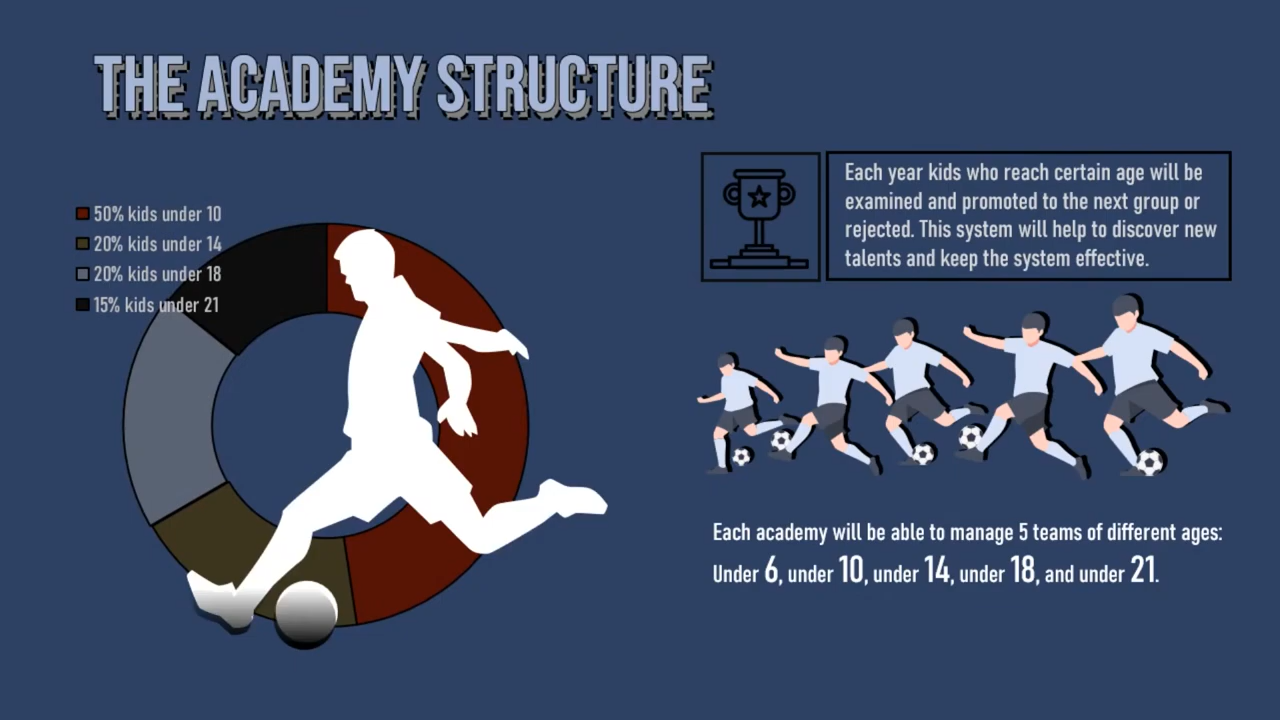 THE ACADEMY STRUCTURE
50% kids under 10
20% kids under 14
20% kids under 18
15% kids under 21
Each year kids who reach certain age will be
examined and promoted to the next group or
rejected. This system will help to discover new
talents and keep the system effective.
Each academy will be able to manage 5 teams of different ages:
Under 6, under 10, under 14, under 18, and under 21.